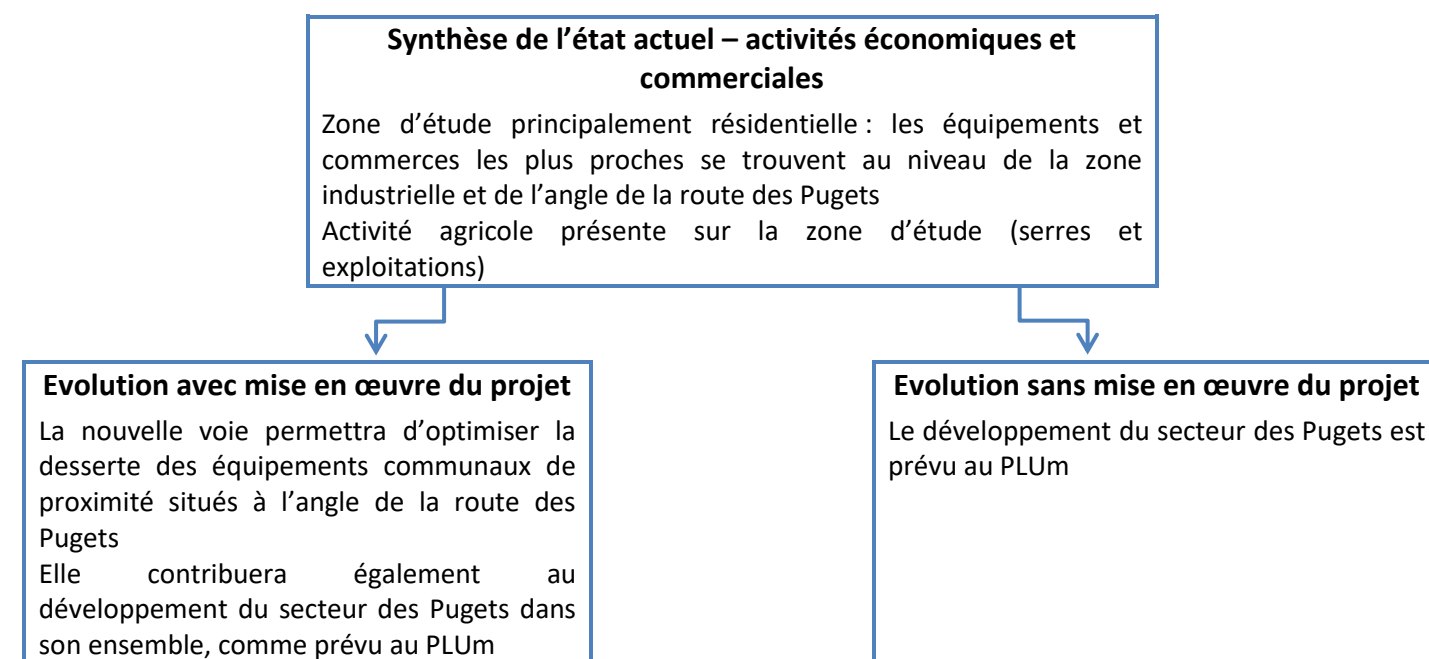 Synthèse de l’état actuel – activités économiques et
commerciales
Zone d’étude principalement résidentielle : les équipements et
commerces les plus proches se trouvent au niveau de la zone
industrielle et de l’angle de la route des Pugets
Activité agricole présente sur la zone d’étude (serres et
exploitations)
Evolution avec mise en œuvre du projet
La nouvelle voie permettra d’optimiser la
desserte des équipements communaux de
proximité situés à l’angle de la route des
Pugets
Elle contribuera également au
développement du secteur des Pugets dans
son ensemble, comme prévu au PLUm
Evolution sans mise en œuvre du projet
Le développement du secteur des Pugets est
prévu au PLUm